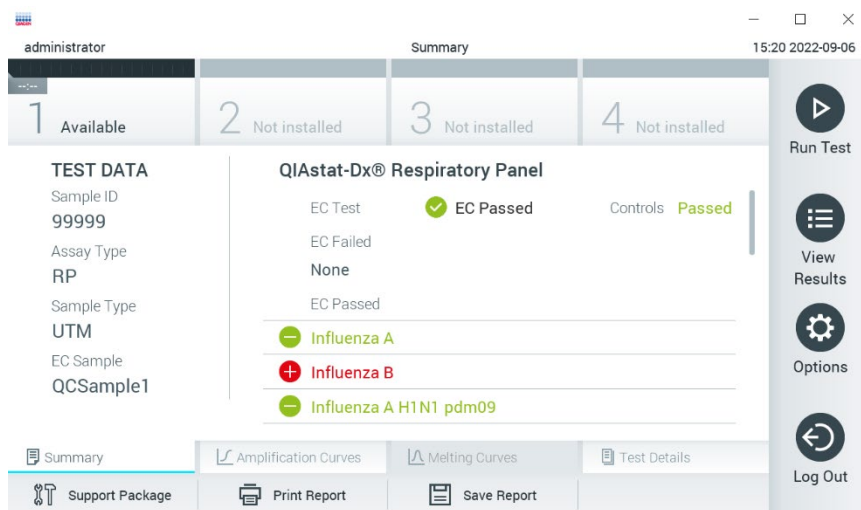 administrator Summary 15:20 2022-09-06
--:--
1 Available 2 Not installed 3 Not installed 4 Not installed
Run Test
TEST DATA QIAstat-Dx® Respiratory Panel
Sample ID
99999
EC Test EC Passed Controls Passed
Assay Type
RP
EC Failed
None
View
Results
Sample Type
UTM
EC Passed
Influenza A
EC Sample
QCSample1
Influenza B
Options
Influenza A H1N1 pdm09
Summary Amplification Curves Melting Curves Test Details
Log Out
Support Package Print Report Save Report